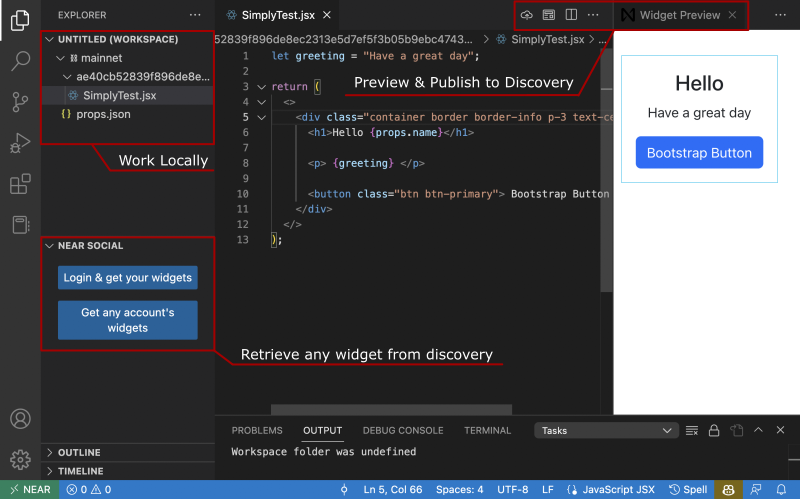 EXPLORER
SimplyTest.jsx
Widget Preview
UNTITLED (WORKSPACE)
mainnet
ae40cb52839f896de8e...
SimplyTest.jsx
props.json
Work Locally
NEAR SOCIAL
Login & get your widgets
Get any account's
widgets
Retrieve any widget from discovery
OUTLINE
TIMELINE
52839f896de8ec2313e5d7ef5f3b05b9ebc4743... > SimplyTest.jsx > ...
1 let greeting = "Have a great day";
2
3 return (
4 <>
5 <div class="container border border-info p-3 text-ce
6 <h1>Hello {props.name}</h1>
7
8 <p> {greeting} </p>
9
10 <button class="btn btn-primary"> Bootstrap Button
11 </div>
12 </>
13 );
Preview & Publish to Discovery
Hello
Have a great day
Bootstrap Button
PROBLEMS OUTPUT DEBUG CONSOLE TERMINAL Tasks
Workspace folder was undefined
NEAR 0 0 Ln 5, Col 66 Spaces: 4 UTF-8 LF JavaScript JSX Spell